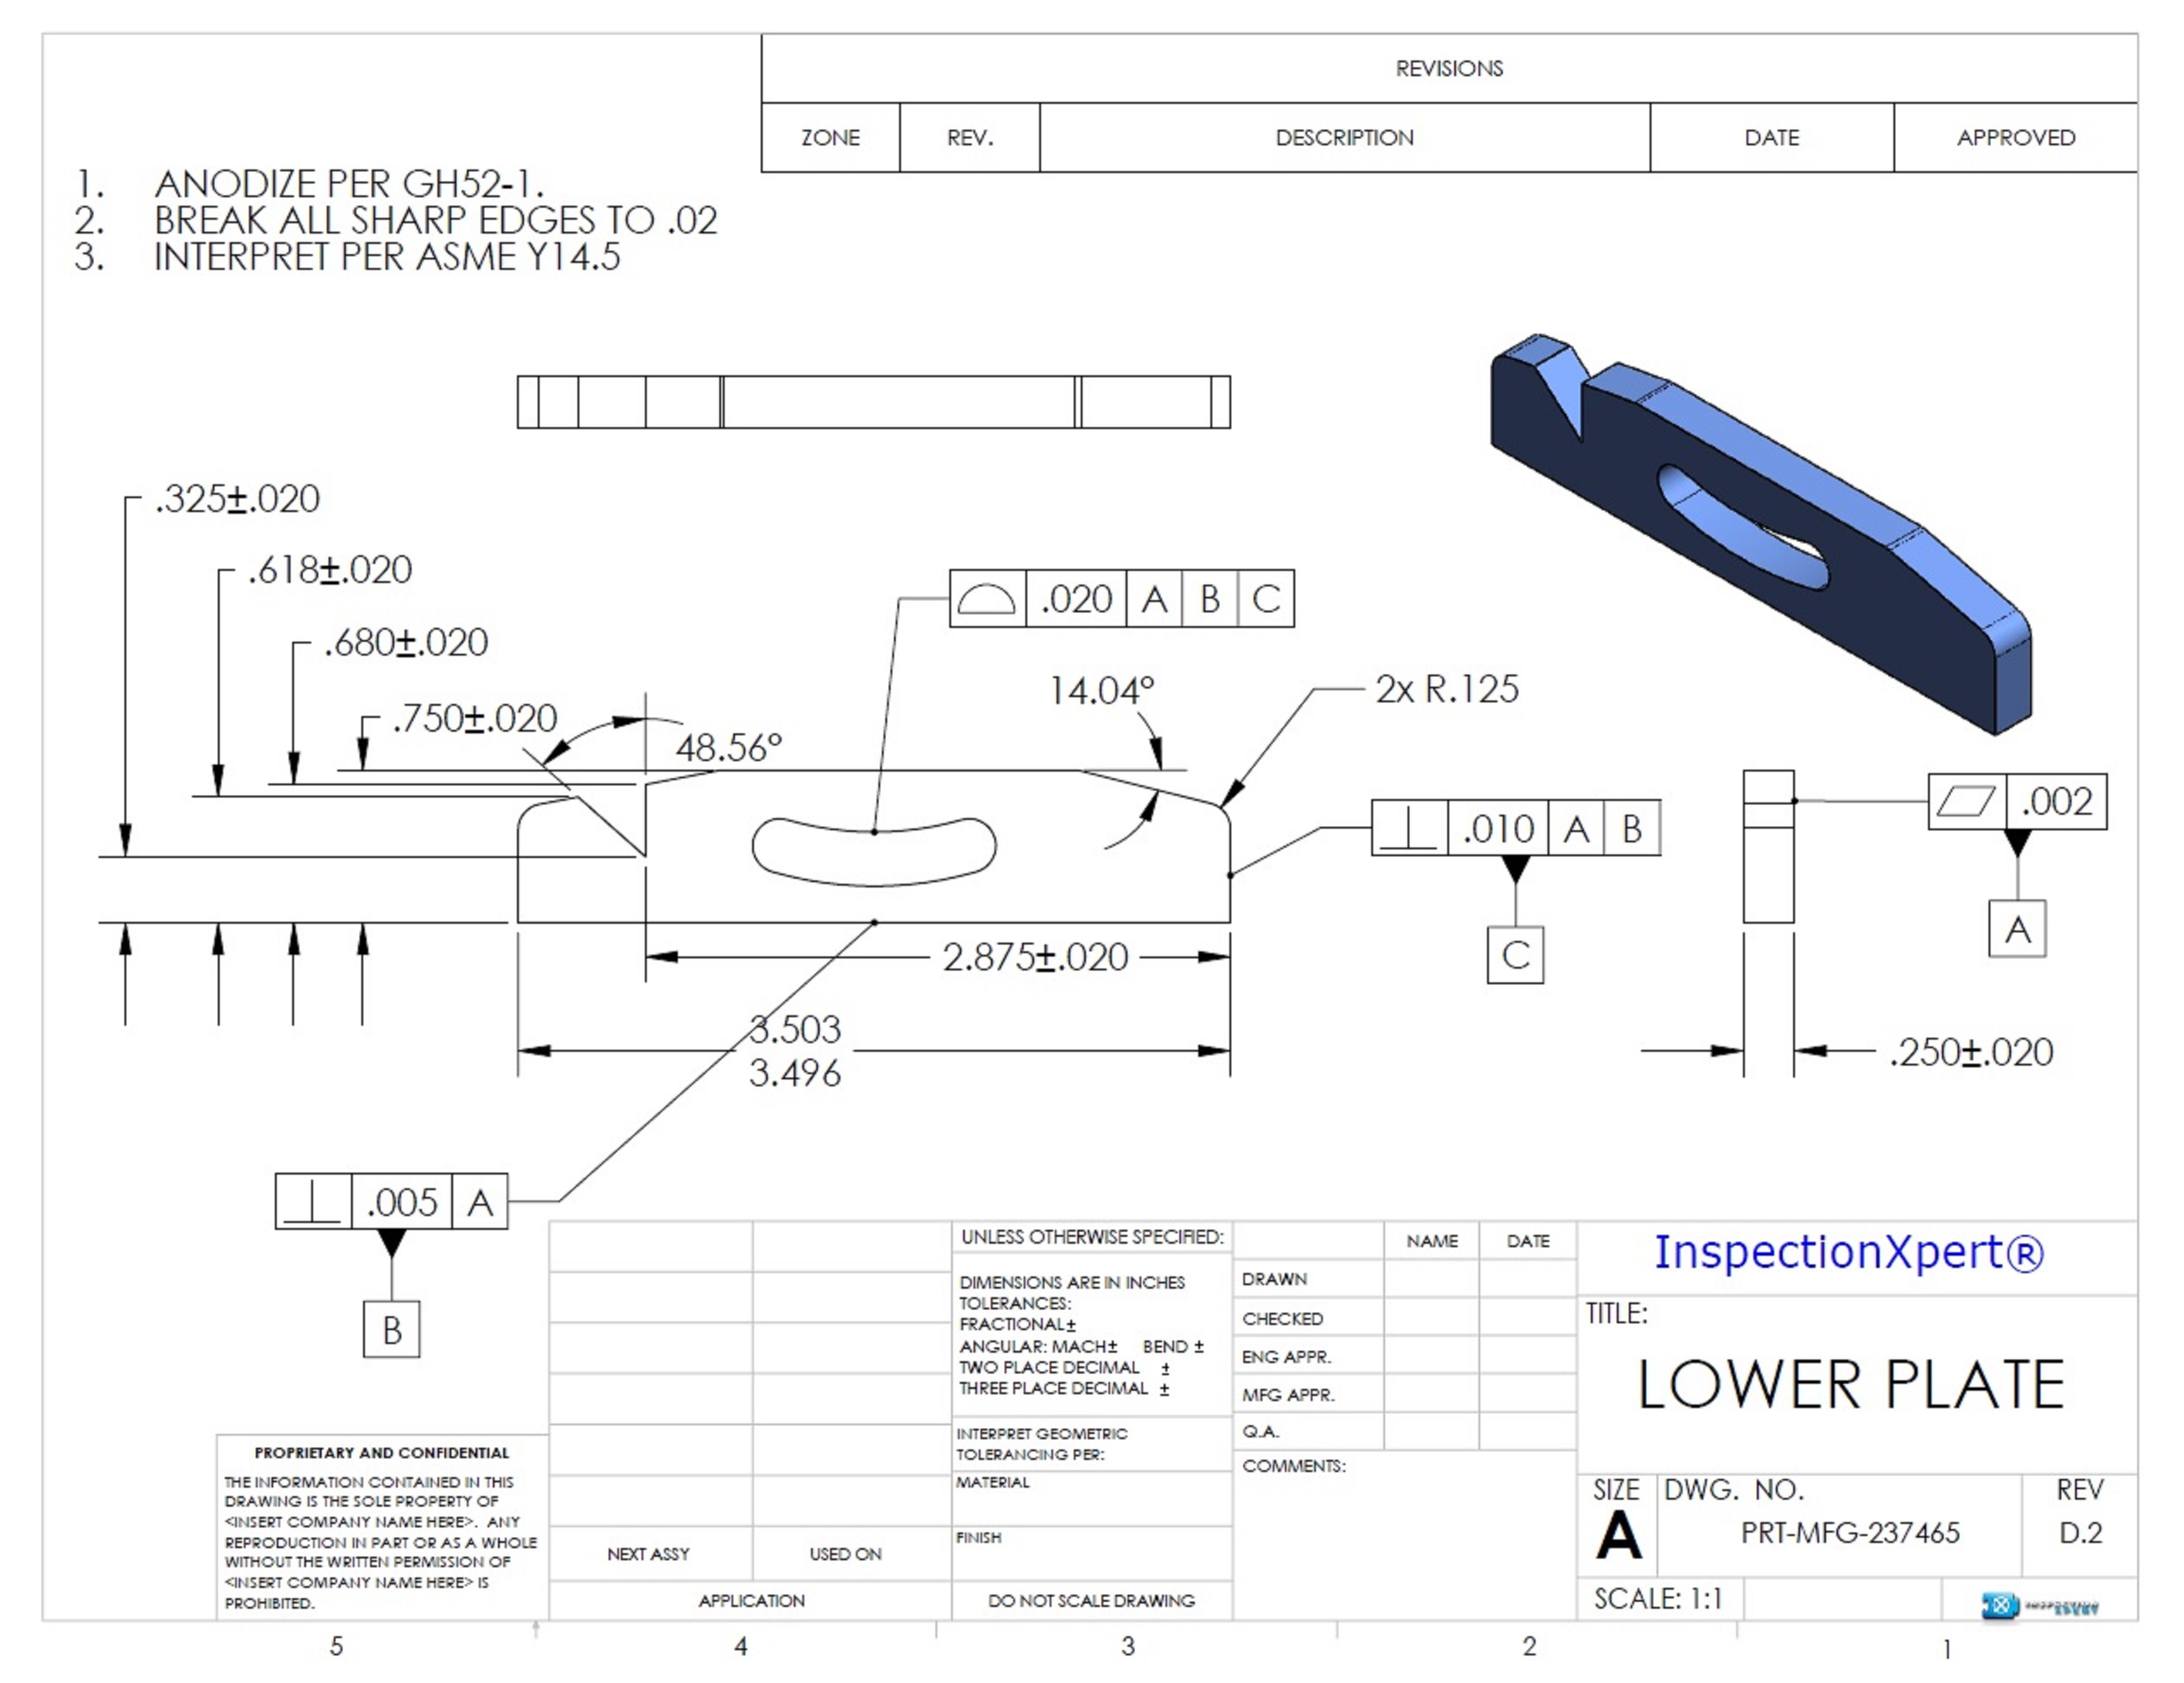 REVISIONS
ZONE REV. DESCRIPTION DATE APPROVED
1. ANODIZE PER GH52-1.
2. BREAK ALL SHARP EDGES TO .02
3. INTERPRET PER ASME Y14.5
.325±.020
.618±.020
.680±.020
.750±.020
48.56°
.020 A B C
14.04°
2x R.125
.010 A B
C
.002
A
2.875±.020
3.503
3.496
.250±.020
.005 A
B
UNLESS OTHERWISE SPECIFIED:
DIMENSIONS ARE IN INCHES
TOLERANCES:
FRACTIONAL±
ANGULAR: MACH± BEND ±
TWO PLACE DECIMAL ±
THREE PLACE DECIMAL ±
INTERPRET GEOMETRIC
TOLERANCING PER:
MATERIAL
FINISH
DO NOT SCALE DRAWING
NAME DATE
DRAWN
CHECKED
ENG APPR.
MFG APPR.
Q.A.
COMMENTS:
InspectionXpert®
TITLE:
LOWER PLATE
SIZE DWG. NO. REV
A PRT-MFG-237465 D.2
SCALE: 1:1
PROPRIETARY AND CONFIDENTIAL
THE INFORMATION CONTAINED IN THIS
DRAWING IS THE SOLE PROPERTY OF
<INSERT COMPANY NAME HERE>. ANY
REPRODUCTION IN PART OR AS A WHOLE
WITHOUT THE WRITTEN PERMISSION OF
<INSERT COMPANY NAME HERE> IS
PROHIBITED.
NEXT ASSY USED ON
APPLICATION
5 4 3 2 1